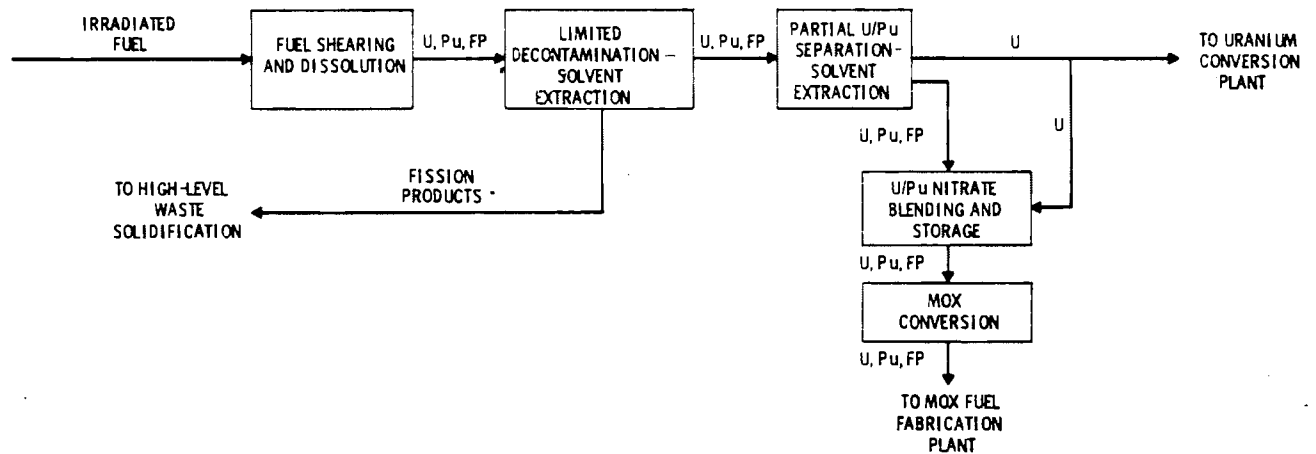 IRRADIATED
FUEL
FUEL SHEARING
AND DISSOLUTION
U, Pu, FP
LIMITED
DECONTAMINATION—
SOLVENT
EXTRACTION
U, Pu, FP
PARTIAL U/Pu
SEPARATION-
SOLVENT
EXTRACTION
U
TO URANIUM
CONVERSION
PLANT
U
U, Pu, FP
FISSION
PRODUCTS
TO HIGH-LEVEL
WASTE
SOLIDIFICATION
U/Pu NITRATE
BLENDING AND
STORAGE
U, Pu, FP
MOX
CONVERSION
U, Pu, FP
TO MOX FUEL
FABRICATION
PLANT